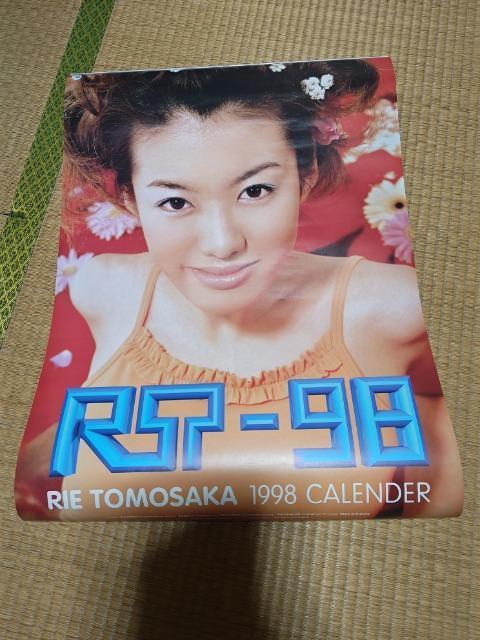 RST-98
RIE TOMOSAKA 1998 CALENDER